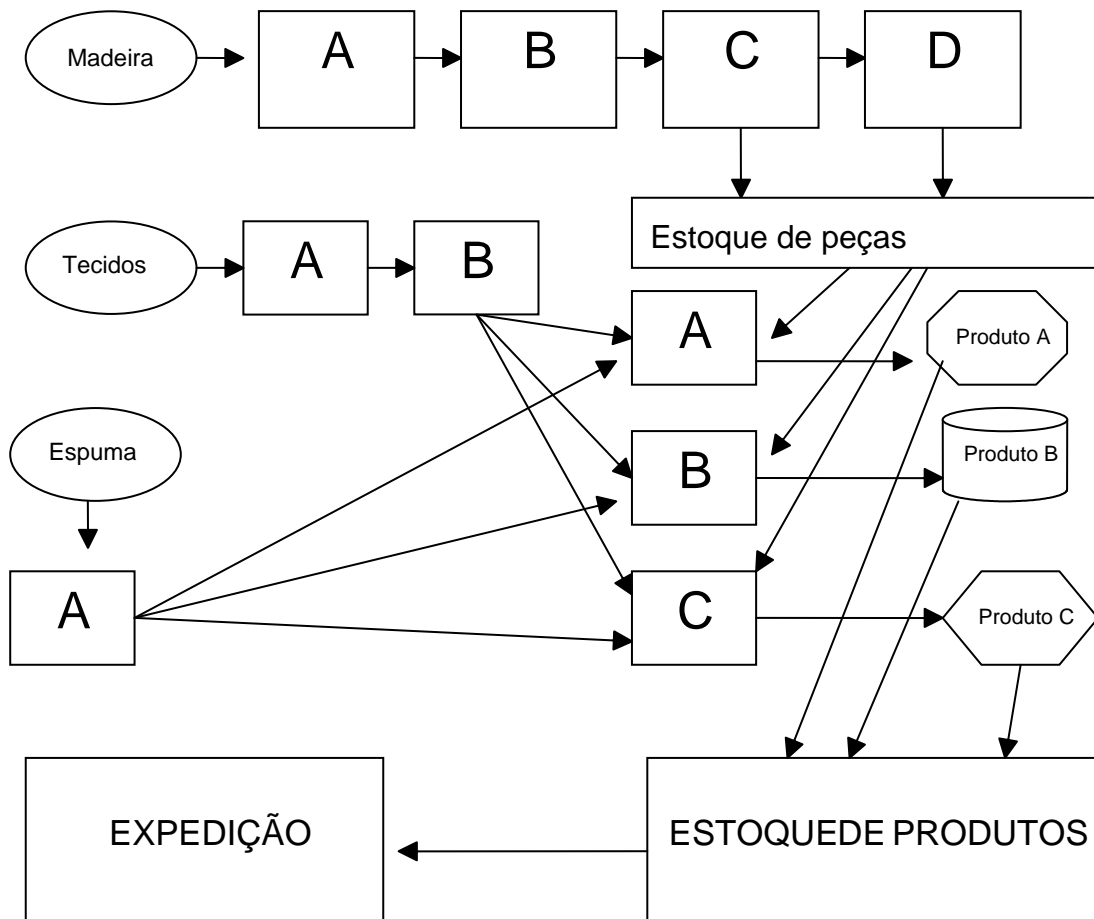 Madeira
A
B
C
D
Estoque de peças
Tecidos
A
B
A
Produto A
Espuma
B
Produto B
A
C
Produto C
EXPEDIÇÃO
ESTOQUEDE PRODUTOS